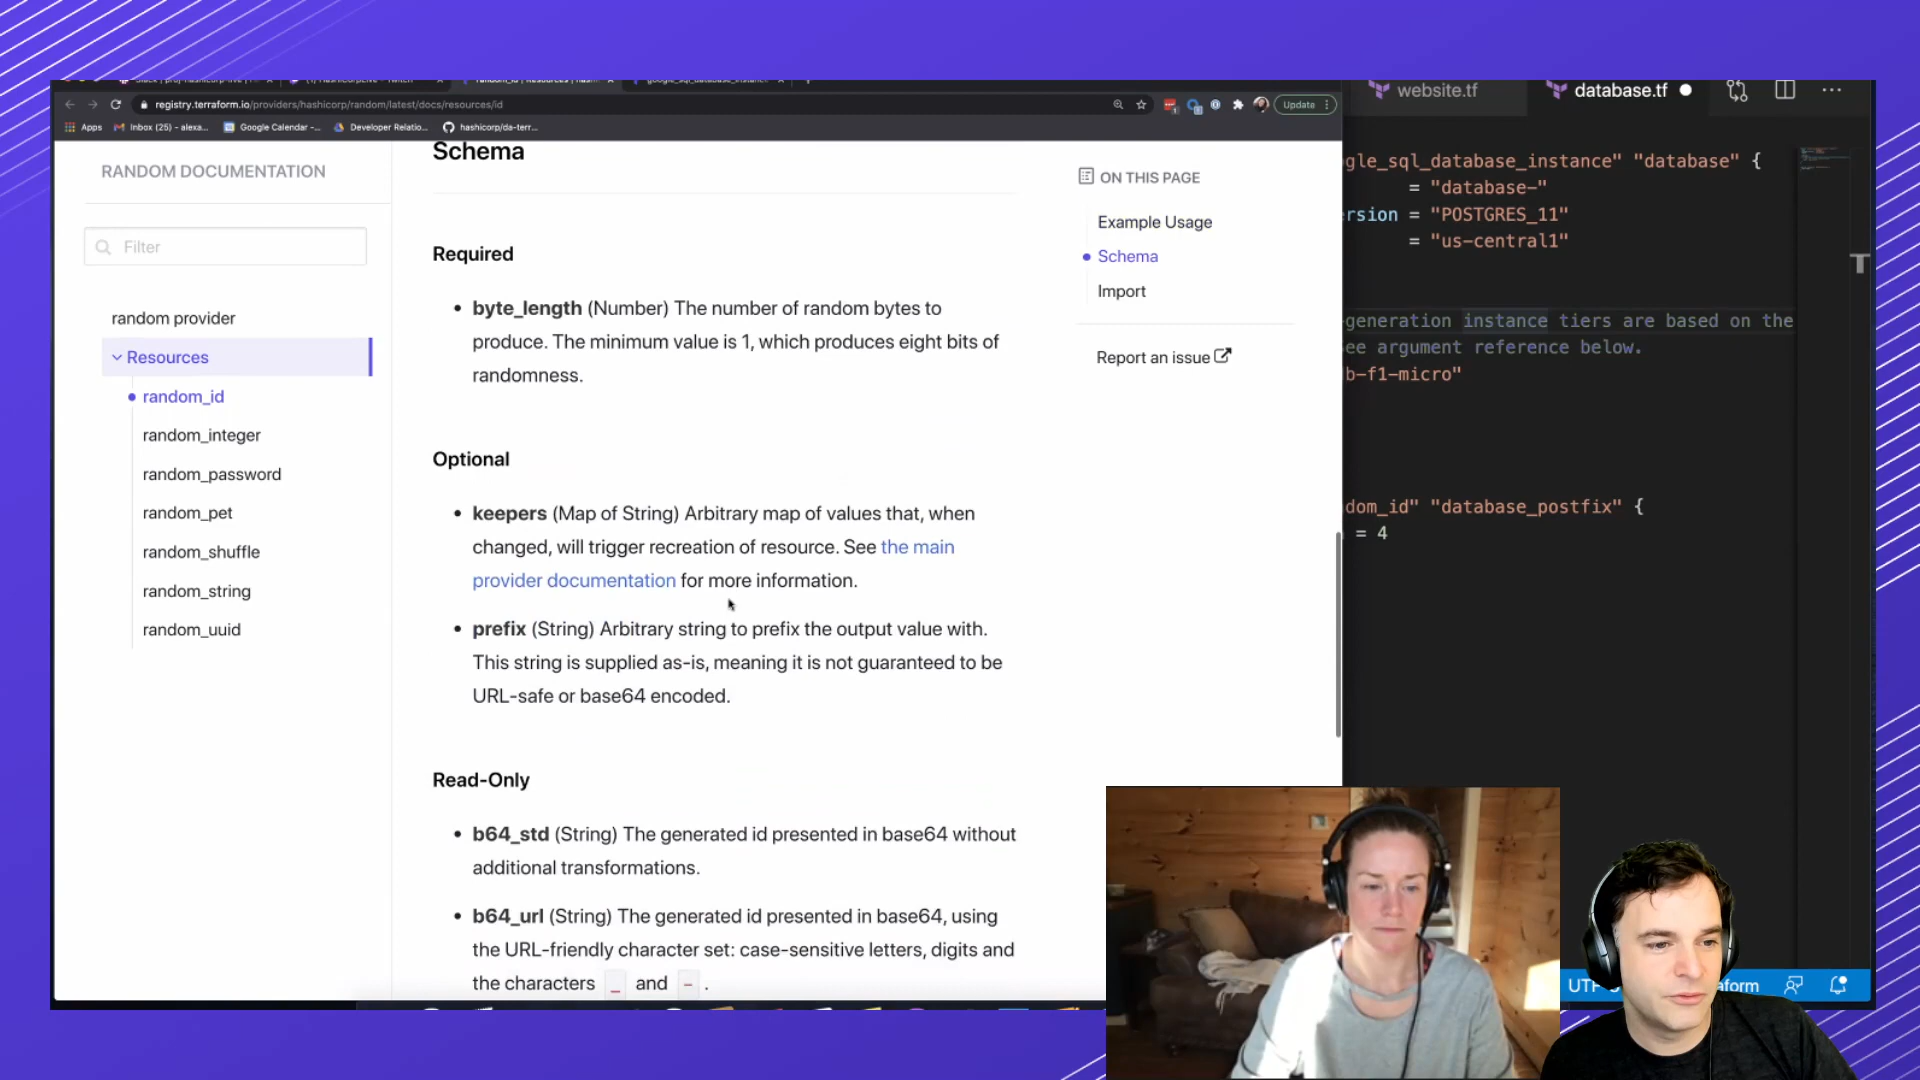 registry.terraform.io/providers/hashicorp/random/latest/docs/resources/id
Update
Apps
Inbox (25) - alexa...
Google Calendar -...
Developer Relatio...
hashicorp/da-terr...
RANDOM DOCUMENTATION
Filter
random provider
Resources
random_id
random_integer
random_password
random_pet
random_shuffle
random_string
random_uuid
Schema
Required
• byte_length (Number) The number of random bytes to
produce. The minimum value is 1, which produces eight bits of
randomness.
Optional
• keepers (Map of String) Arbitrary map of values that, when
changed, will trigger recreation of resource. See the main
provider documentation for more information.
• prefix (String) Arbitrary string to prefix the output value with.
This string is supplied as-is, meaning it is not guaranteed to be
URL-safe or base64 encoded.
Read-Only
• b64_std (String) The generated id presented in base64 without
additional transformations.
• b64_url (String) The generated id presented in base64, using
the URL-friendly character set: case-sensitive letters, digits and
the characters _ and - .
ON THIS PAGE
Example Usage
Schema
Import
Report an issue
website.tf
database.tf
gle_sql_database_instance" "database" {
= "database-"
rsion = "POSTGRES_11"
= "us-central1"
generation instance tiers are based on the
ee argument reference below.
b-f1-micro"
dom_id" "database_postfix" {
= 4
UTF
aform